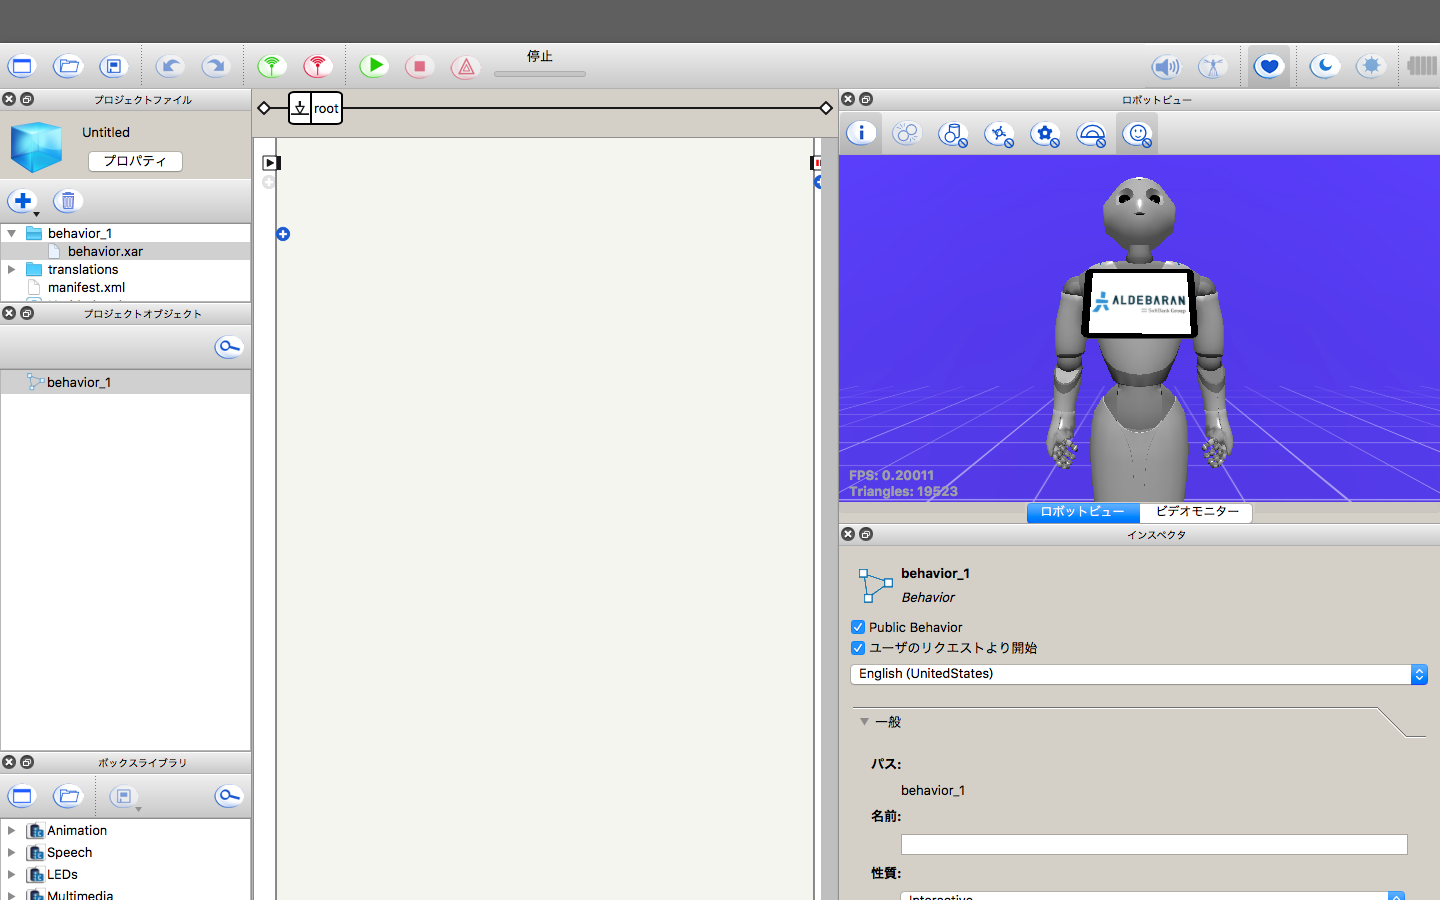 停止
プロジェクトファイル
Untitled
プロパティ
behavior_1
behavior.xar
translations
manifest.xml
プロジェクトオブジェクト
behavior_1
ボックスライブラリ
Animation
Speech
LEDs
Multimedia
root
ロボットビュー
ALDEBARAN
SoftBank Group
FPS: 0.20011
Triangles: 19523
ロボットビュー
ビデオモニター
インスペクタ
behavior_1
Behavior
Public Behavior
ユーザのリクエストより開始
English (UnitedStates)
一般
パス:
behavior_1
名前:
性質:
Interactive